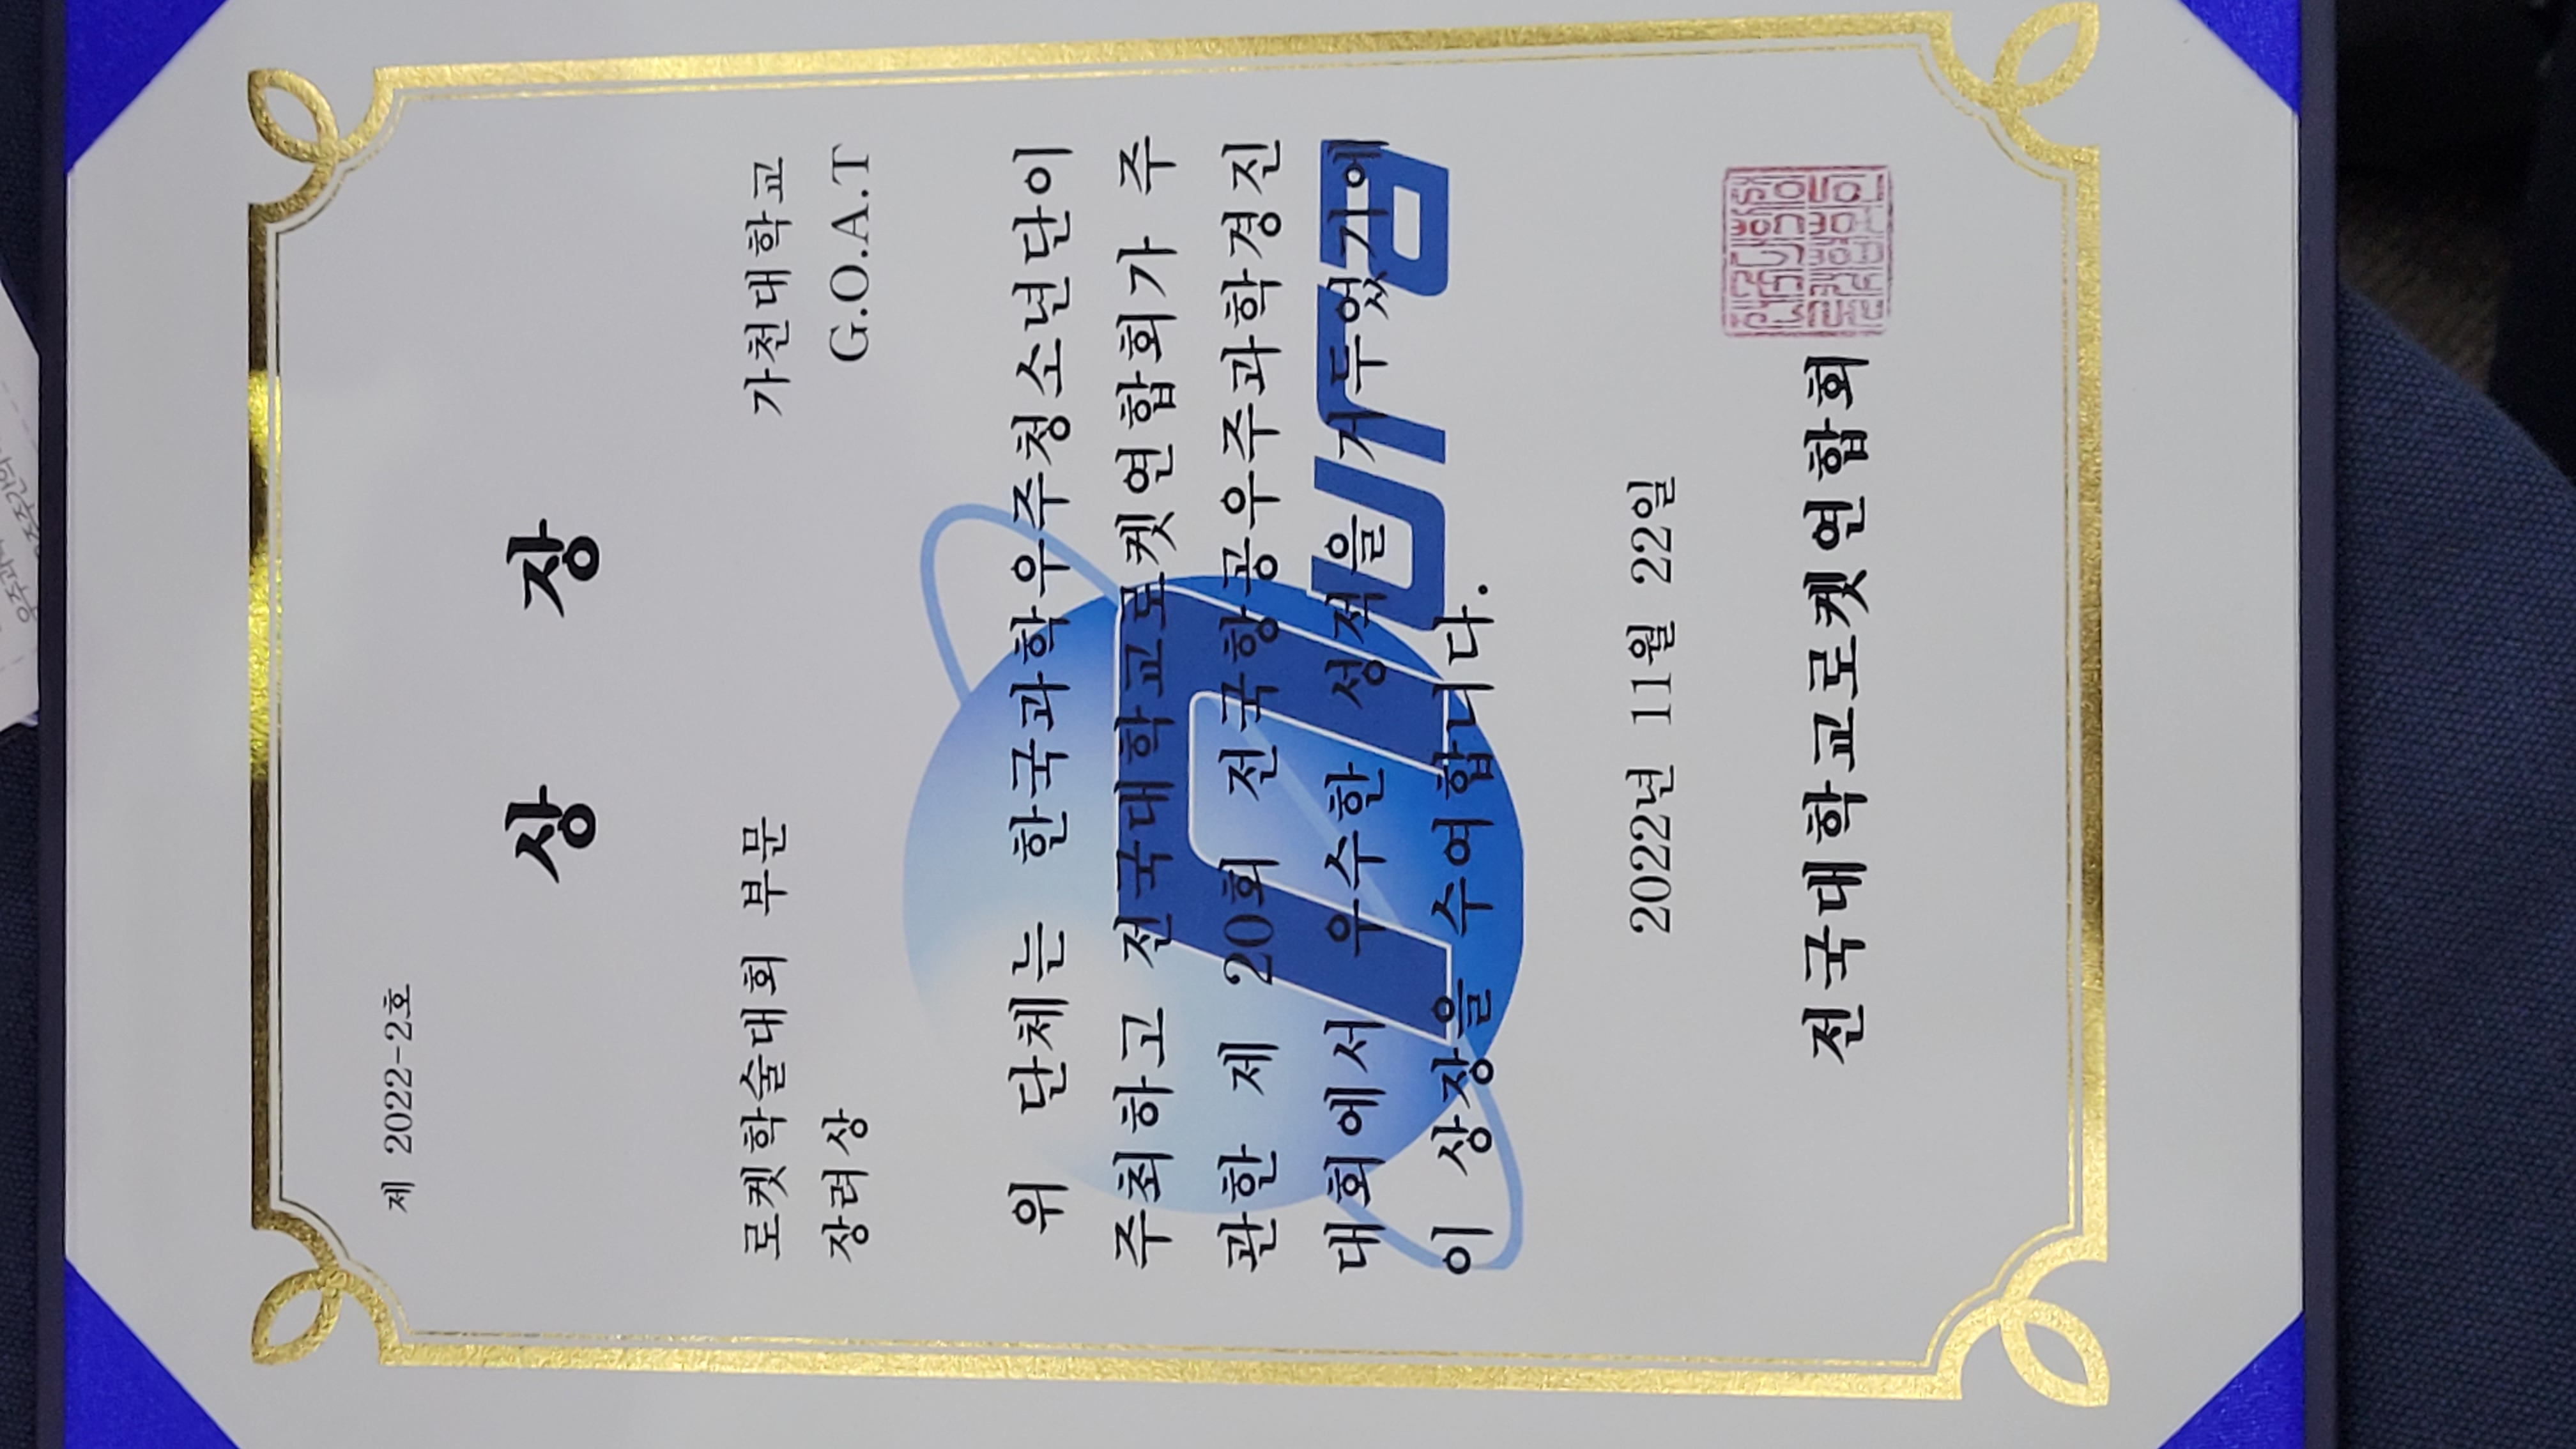 우주과학
제 2022-2호
상 장
로켓학술대회 부문 가천대학교
장려상 G.O.A.T
위 단체는 한국과학우주청소년단이
주최하고 전국대학교로켓연합회가 주
관한 제 20회 전국항공우주과학경진
대회에서 우수한 성적을 거두었기에
이 상장을 수여합니다.
nura
2022년 11월 22일
전국대학교로켓연합회